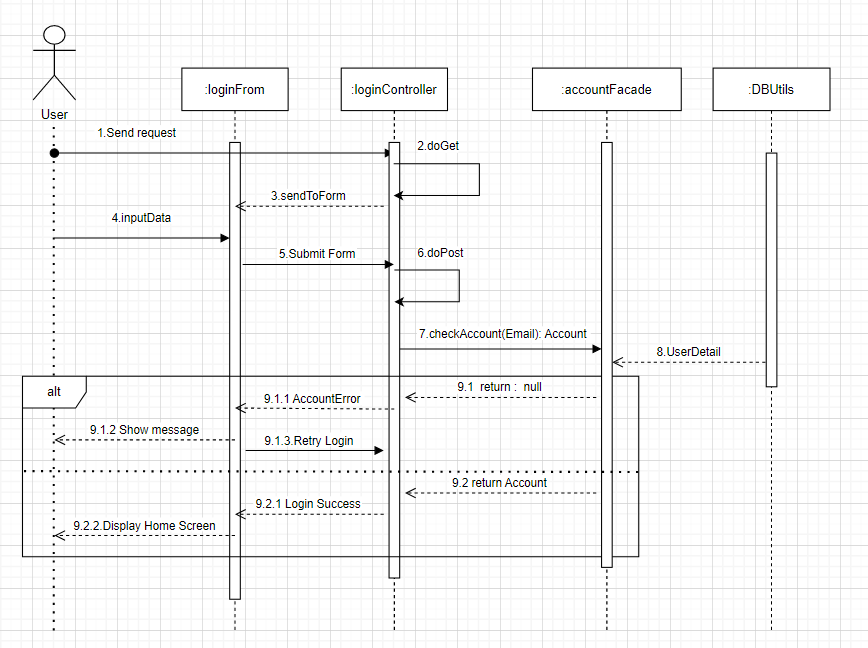 :loginFrom
:loginController
:accountFacade
:DBUtils
User
1.Send request
2.doGet
3.sendToForm
4.inputData
5.Submit Form
6.doPost
7.checkAccount(Email): Account
8.UserDetail
alt
9.1  return :  null
9.1.1 AccountError
9.1.2 Show message
9.1.3.Retry Login
9.2 return Account
9.2.1 Login Success
9.2.2.Display Home Screen